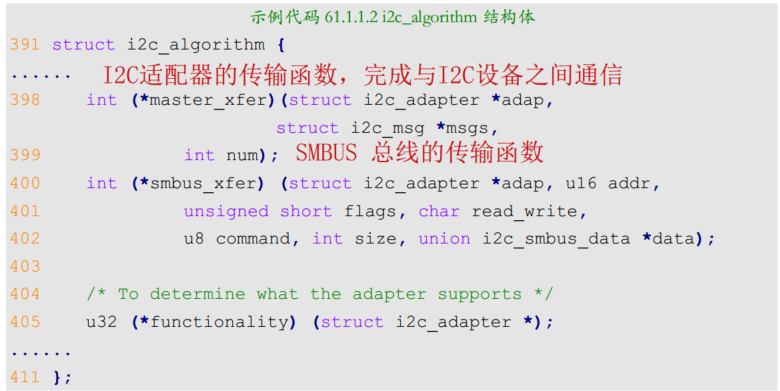 示例代码 61.1.1.2 i2c_algorithm 结构体
391 struct i2c_algorithm {
...... I2C适配器的传输函数，完成与I2C设备之间通信
398 int (*master_xfer)(struct i2c_adapter *adap,
struct i2c_msg *msgs,
399 int num); SMBUS 总线的传输函数
400 int (*smbus_xfer) (struct i2c_adapter *adap, u16 addr,
401 unsigned short flags, char read_write,
402 u8 command, int size, union i2c_smbus_data *data);
403
404 /* To determine what the adapter supports */
405 u32 (*functionality) (struct i2c_adapter *);
......
411 };